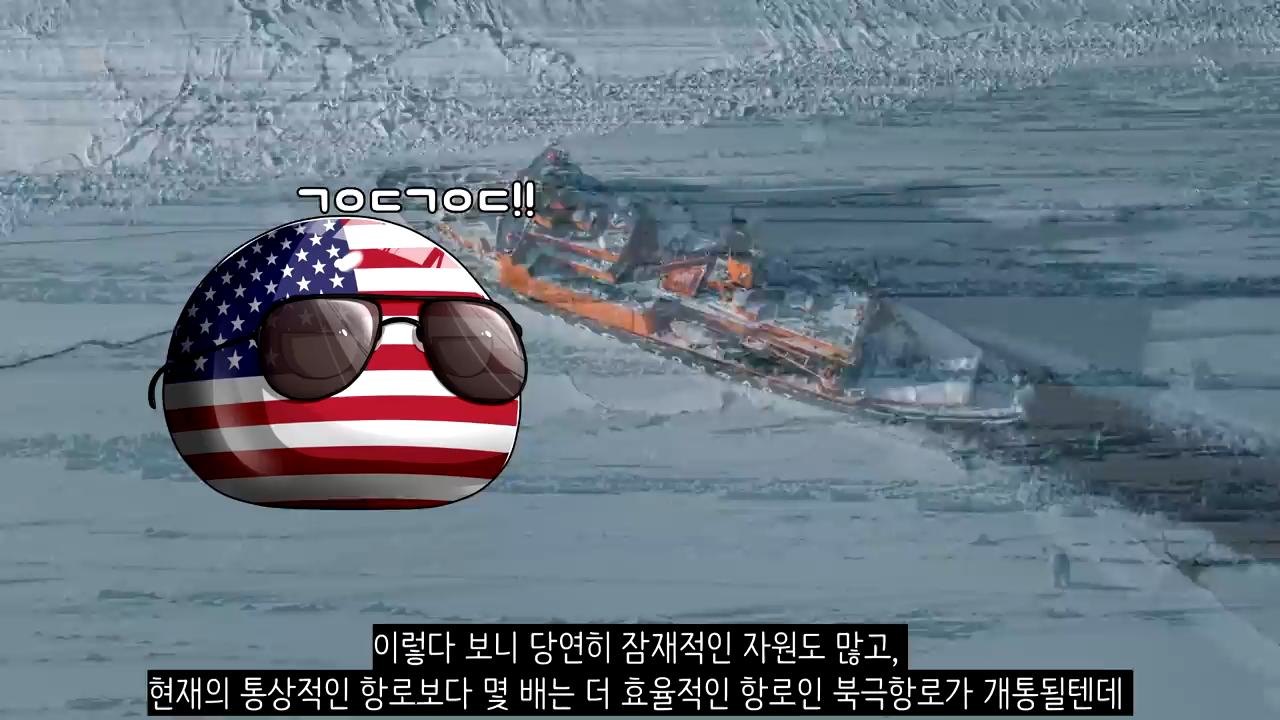 ㄱㅇㄷㄱㅇㄷ!!
이렇다 보니 당연히 잠재적인 자원도 많고,
현재의 통상적인 항로보다 몇 배는 더 효율적인 항로인 북극항로가 개통될텐데